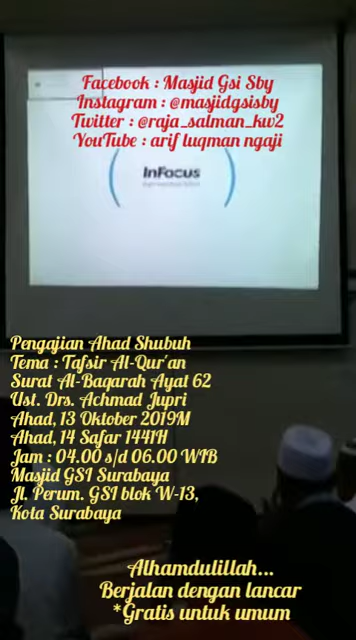 Facebook : Masjid Gsi Sby
Instagram : @masjidgsisby
Twitter : @raja_salman_kw2
YouTube : arif luqman ngaji
InFocus
Pengajian Ahad Shubuh
Tema : Tafsir Al-Qur'an
Surat Al-Baqarah Ayat 62
Ust. Drs. Achmad Jupri
Ahad, 13 Oktober 2019M
Ahad, 14 Safar 1441H
Jam : 04.00 s/d 06.00 WIB
Masjid GSI Surabaya
Jl. Perum. GSI blok W-13,
Kota Surabaya
Alhamdulillah...
Berjalan dengan lancar
*Gratis untuk umum